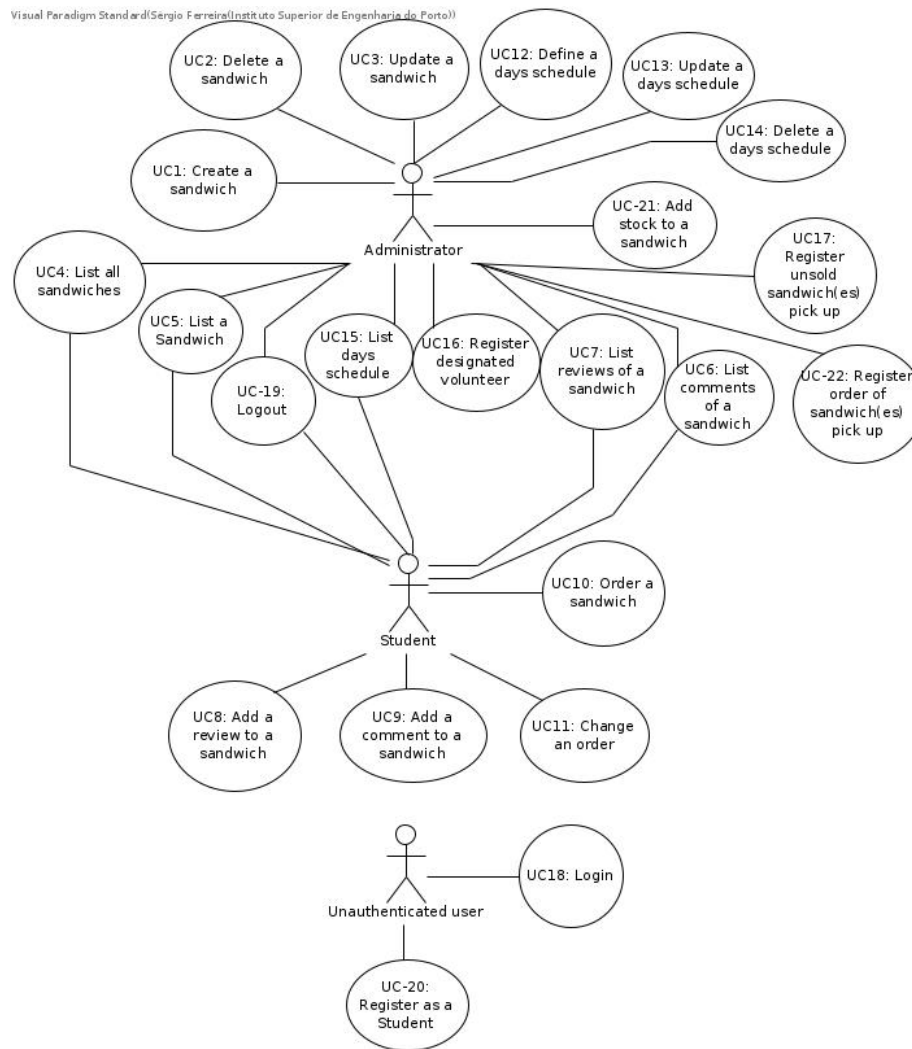 Visual Paradigm Standard(Sérgio Ferreira(Instituto Superior de Engenharia do Porto))
UC2: Delete a
sandwich
UC3: Update a
sandwich
UC12: Define a
days schedule
UC13: Update a
days schedule
UC14: Delete a
days schedule
UC1: Create a
sandwich
UC-21: Add
stock to a
sandwich
Administrator
UC17:
Register
unsold
sandwich(es)
pick up
UC4: List all
sandwiches
UC5: List a
Sandwich
UC-19:
Logout
UC15: List
days
schedule
UC16: Register
designated
volunteer
UC7: List
reviews of a
sandwich
UC6: List
comments
of a
sandwich
UC-22: Register
order of
sandwich(es)
pick up
UC10: Order a
sandwich
Student
UC8: Add a
review to a
sandwich
UC9: Add a
comment to a
sandwich
UC11: Change
an order
UC18: Login
Unauthenticated user
UC-20:
Register as a
Student